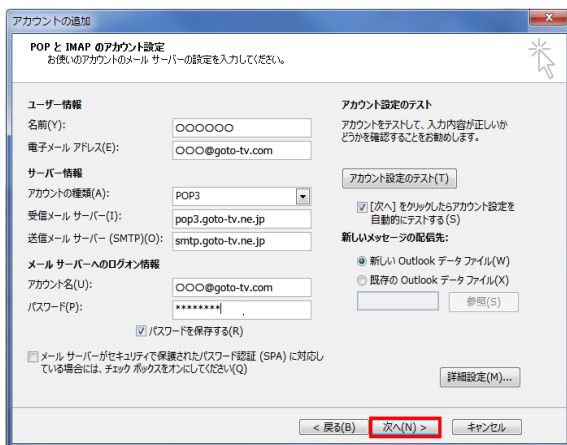 アカウントの追加
POP と IMAP のアカウント設定
お使いのアカウントのメール サーバーの設定を入力してください。
ユーザー情報
名前(Y):
○○○○○○
電子メール アドレス(E):
○○○@goto-tv.com
サーバー情報
アカウントの種類(A):
POP3
受信メール サーバー(I):
pop3.goto-tv.ne.jp
送信メール サーバー (SMTP)(O):
smtp.goto-tv.ne.jp
メール サーバーへのログオン情報
アカウント名(U):
○○○@goto-tv.com
パスワード(P):
********
パスワードを保存する(R)
メール サーバーがセキュリティで保護されたパスワード認証 (SPA) に対応し
ている場合には、チェック ボックスをオンにしてください(Q)
アカウント設定のテスト
アカウントをテストして、入力内容が正しいか
どうかを確認することをお勧めします。
アカウント設定のテスト(T)
[次へ] をクリックしたらアカウント設定を
自動的にテストする(S)
新しいメッセージの配信先:
新しい Outlook データ ファイル(W)
既存の Outlook データ ファイル(X)
参照(S)
詳細設定(M)...
< 戻る(B)
次へ(N) >
キャンセル